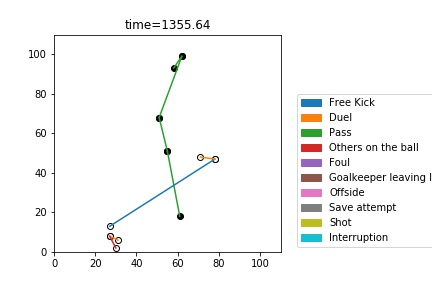 time=1355.64
100
80
60
40
20
0
0 20 40 60 80 100
Free Kick
Duel
Pass
Others on the ball
Foul
Goalkeeper leaving l
Offside
Save attempt
Shot
Interruption